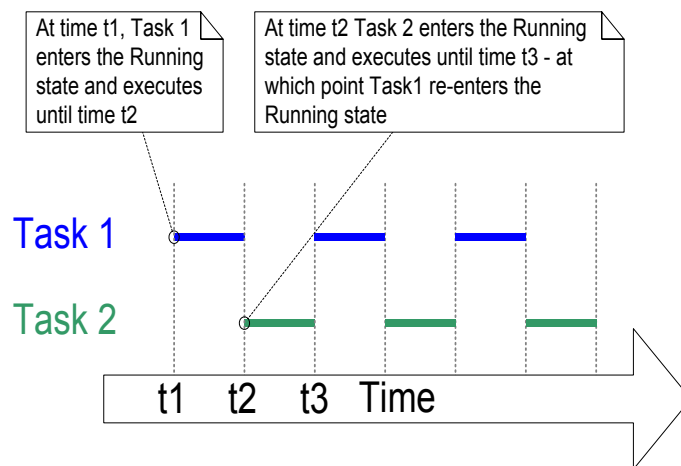 At time t1, Task 1
enters the Running
state and executes
until time t2
At time t2 Task 2 enters the Running
state and executes until time t3 - at
which point Task1 re-enters the
Running state
Task 1
Task 2
t1 t2 t3 Time